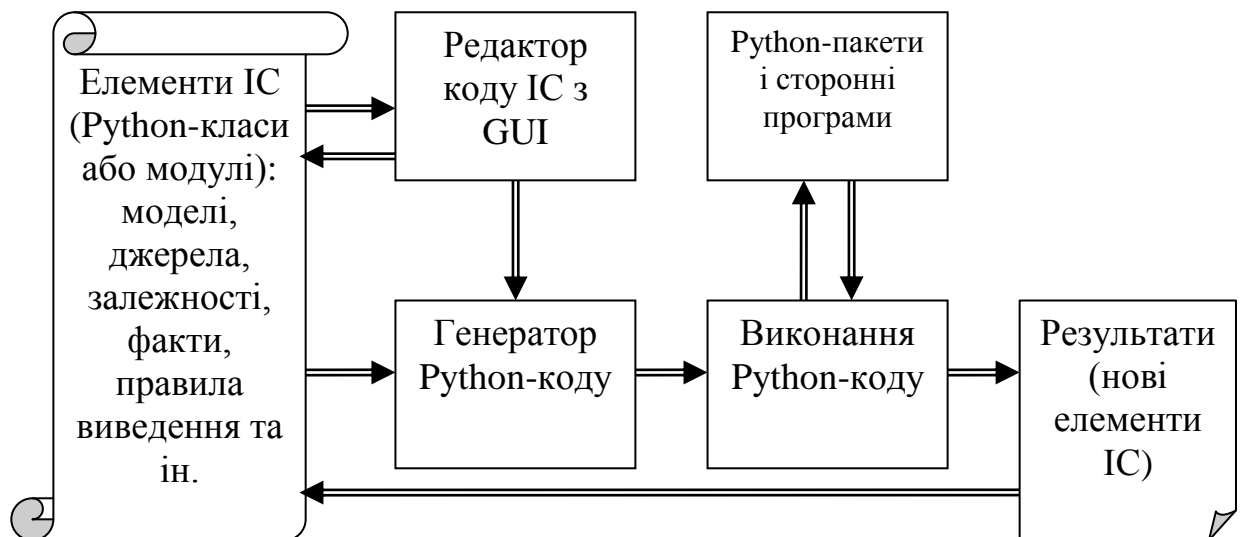 Елементи ІС
(Python-класи
або модулі):
моделі,
джерела,
залежності,
факти,
правила
виведення та
ін.
Редактор
коду ІС з
GUI
Python-пакети
і сторонні
програми
Генератор
Python-коду
Виконання
Python-коду
Результати
(нові
елементи
ІС)